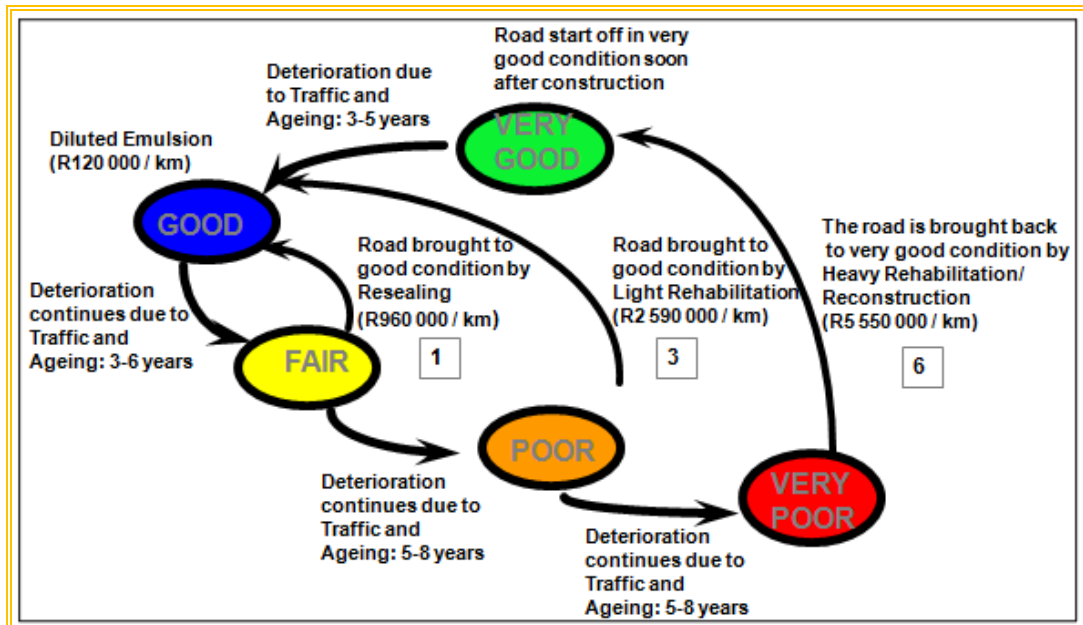 Road start off in very
good condition soon
after construction
Deterioration due
to Traffic and
Ageing: 3-5 years
VERY
GOOD
Diluted Emulsion
(R120 000 / km)
GOOD
Road brought to
good condition by
Resealing
(R960 000 / km)
1
Road brought to
good condition by
Light Rehabilitation
(R2 590 000 / km)
3
The road is brought back
to very good condition by
Heavy Rehabilitation/
Reconstruction
(R5 550 000 / km)
6
Deterioration
continues due to
Traffic and
Ageing: 3-6 years
FAIR
POOR
VERY
POOR
Deterioration
continues due to
Traffic and
Ageing: 5-8 years
Deterioration
continues due to
Traffic and
Ageing: 5-8 years